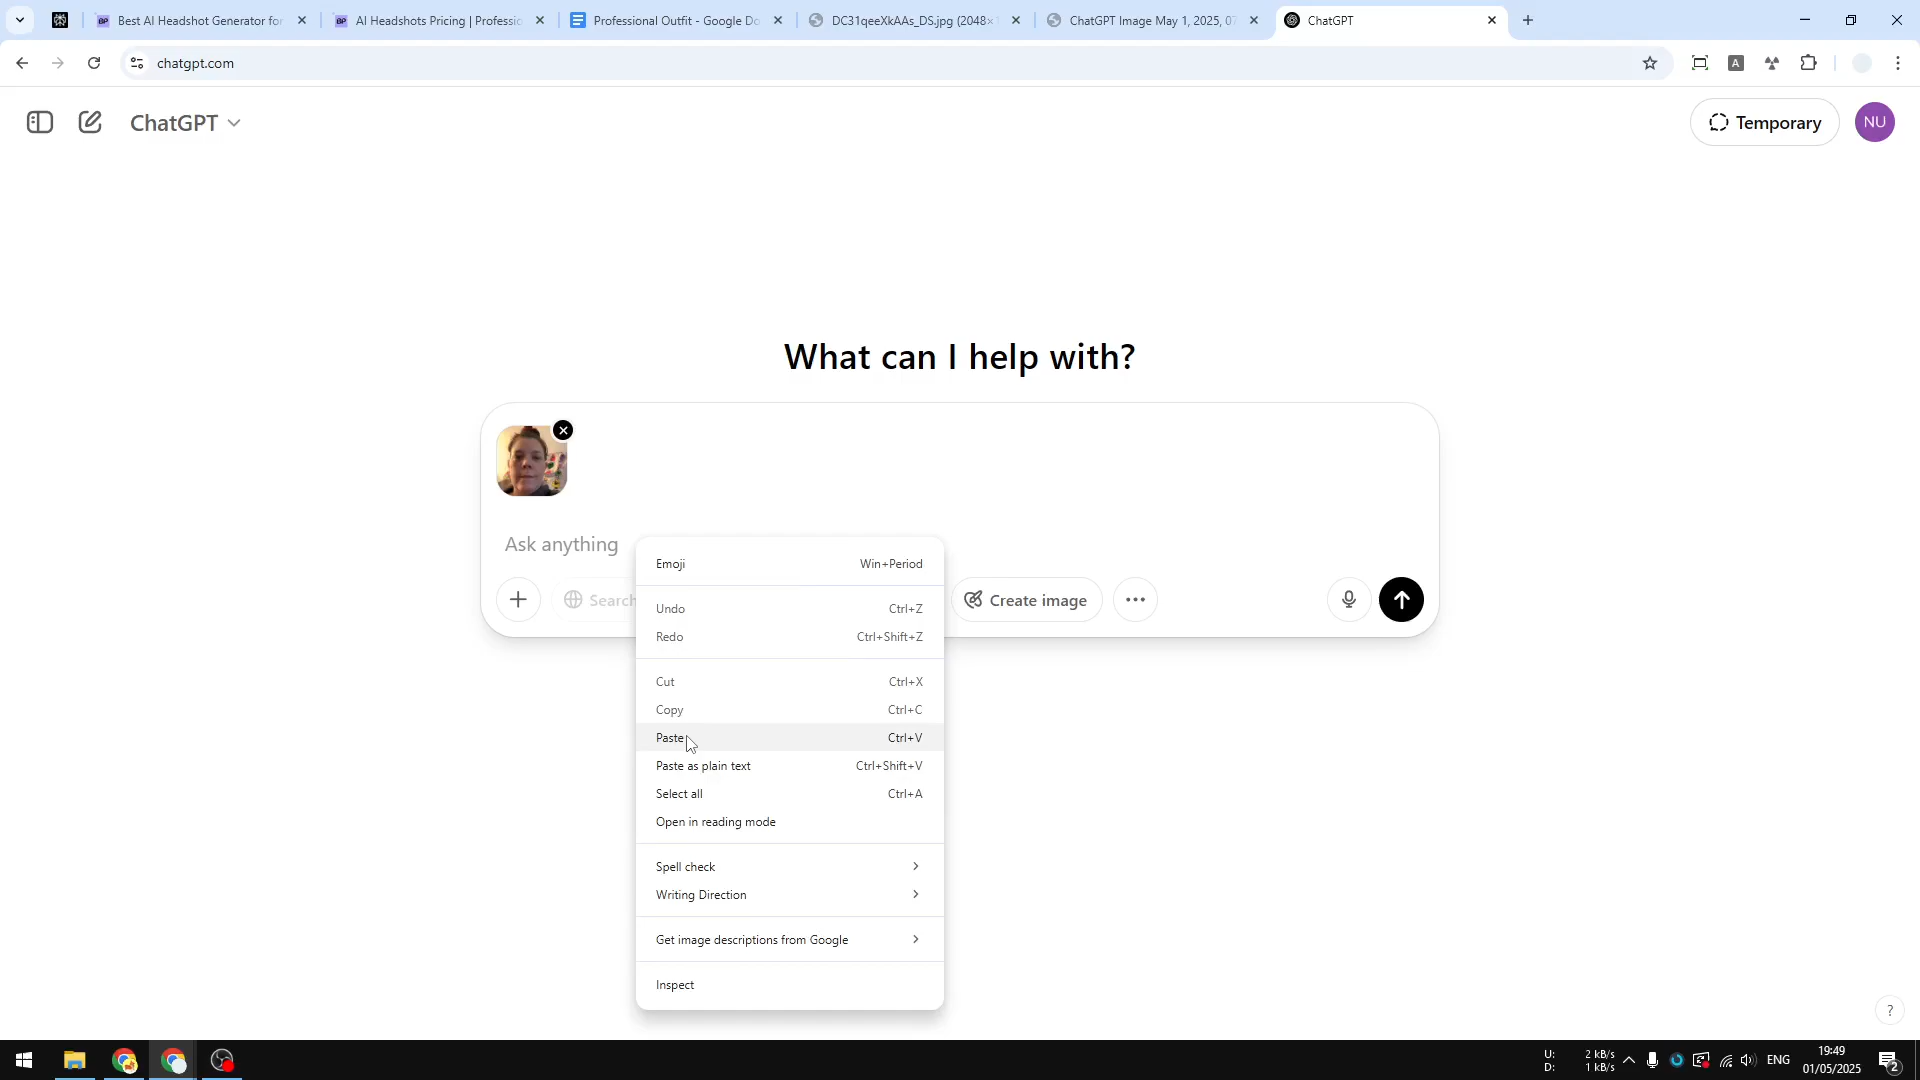 Best AI Headshot Generator for
AI Headshots Pricing | Professio
Professional Outfit - Google Do
DC31qeeXkAAs_DS.jpg (2048×
ChatGPT Image May 1, 2025, 07
ChatGPT
chatgpt.com
A
ChatGPT
Temporary
NU
What can I help with?
Ask anything
Search
Create image
Emoji Win+Period
Undo Ctrl+Z
Redo Ctrl+Shift+Z
Cut Ctrl+X
Copy Ctrl+C
Paste Ctrl+V
Paste as plain text Ctrl+Shift+V
Select all Ctrl+A
Open in reading mode
Spell check
Writing Direction
Get image descriptions from Google
Inspect
?
U: 2 kB/s
D: 1 kB/s
ENG
19:49
01/05/2025
2